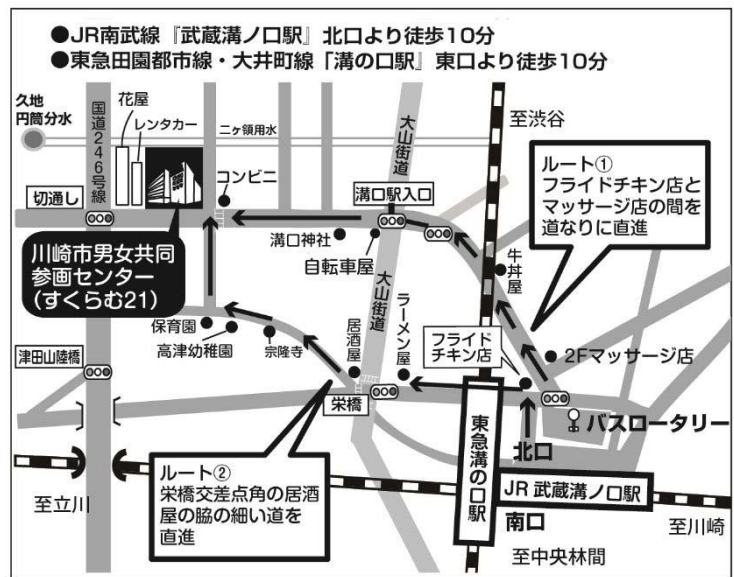 ●JR南武線『武蔵溝ノ口駅』北口より徒歩10分
●東急田園都市線・大井町線「溝の口駅」東口より徒歩10分
久地
円筒分水
国道246号線
花屋
レンタカー
二ヶ領用水
大山街道
至渋谷
コンビニ
切通し
溝口駅入口
ルート①
フライドチキン店と
マッサージ店の間を
道なりに直進
川崎市男女共同
参画センター
(すくらむ21)
溝口神社
自転車屋
牛丼屋
大山街道
保育園
高津幼稚園
宗隆寺
居酒屋
ラーメン屋
フライド
チキン店
2Fマッサージ店
津田山陸橋
栄橋
バスロータリー
北口
東急溝の口駅
ルート②
栄橋交差点角の居酒
屋の脇の細い道を
直進
JR 武蔵溝ノ口駅
南口
至立川
至川崎
至中央林間